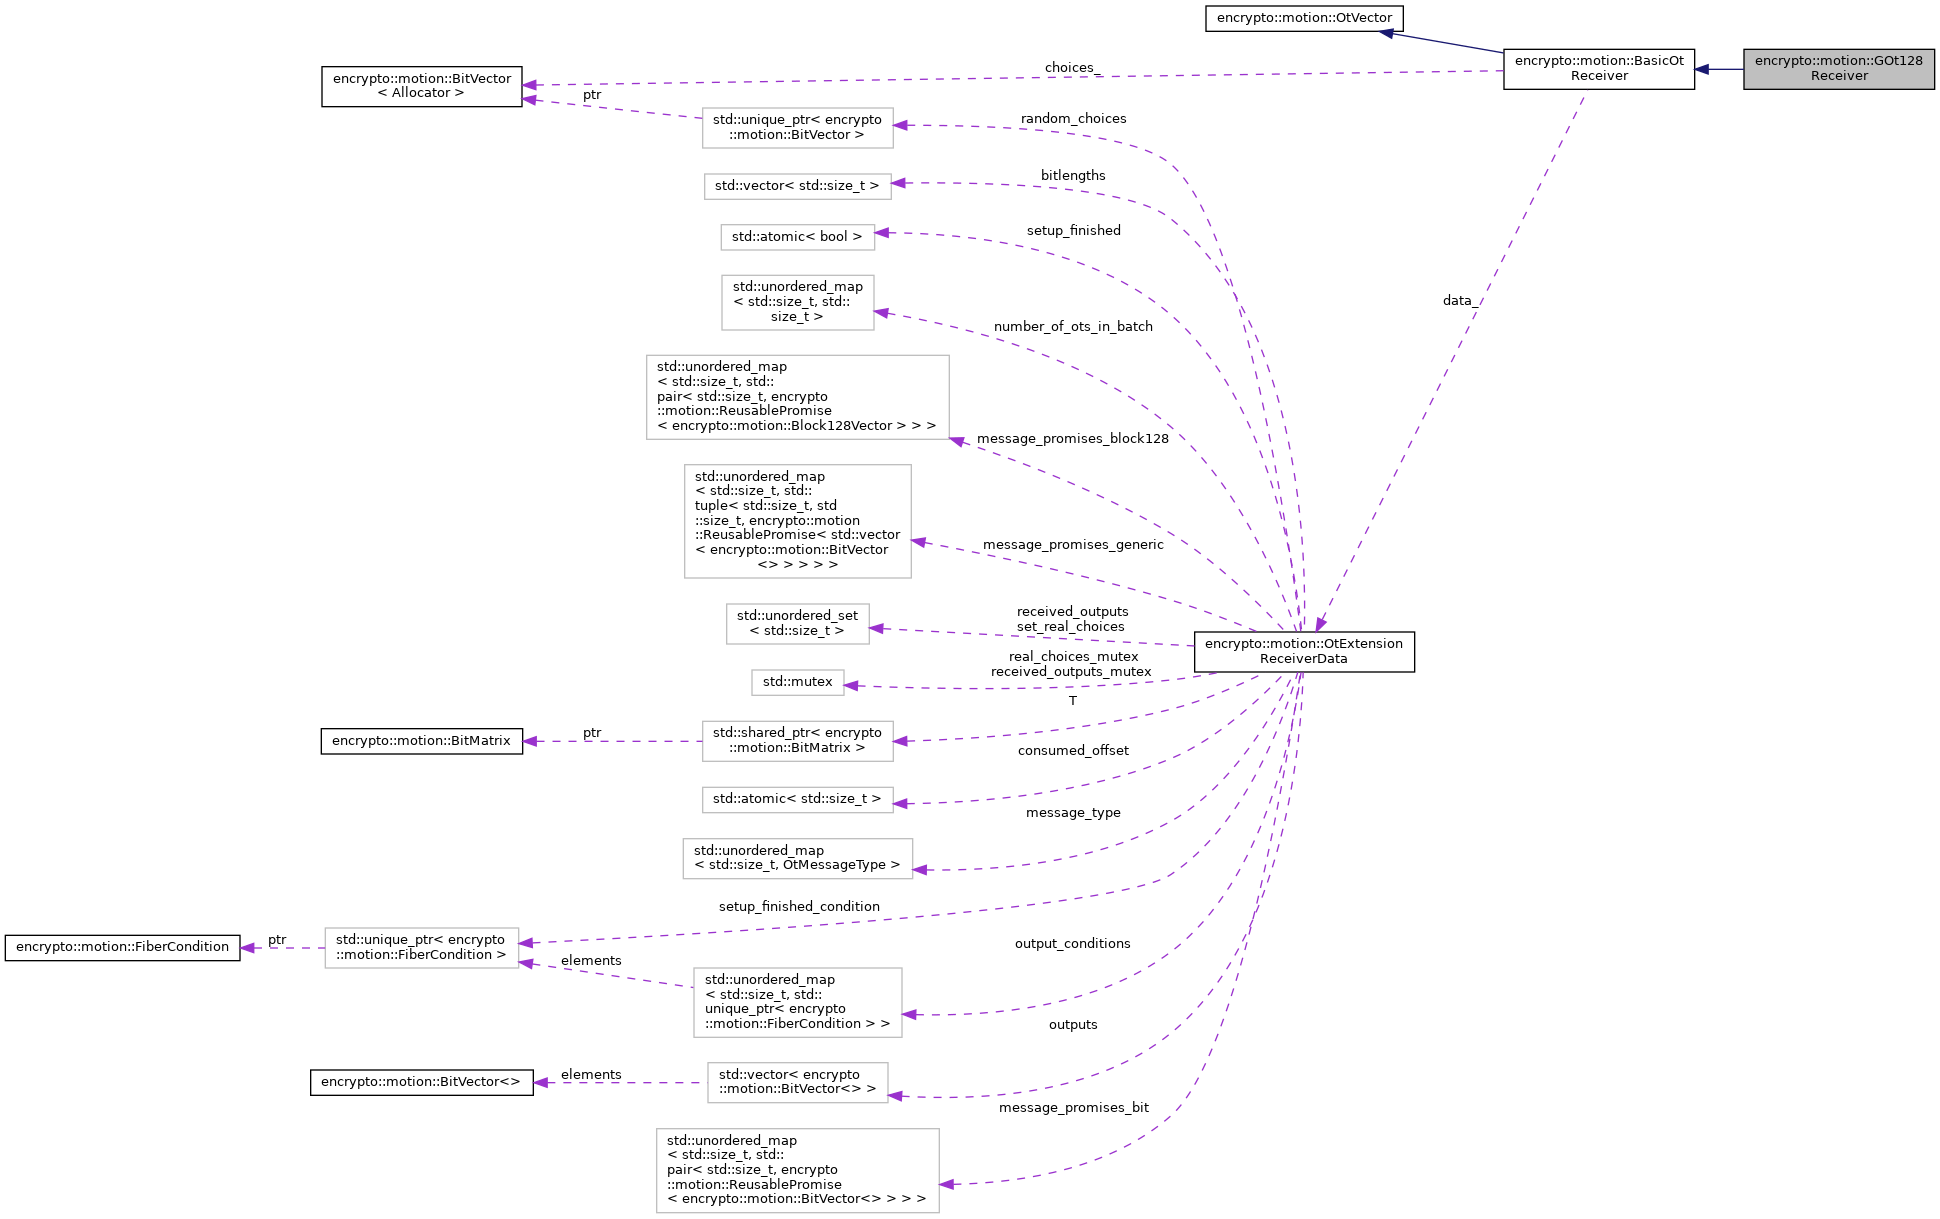 encrypto::motion::OtVector
encrypto::motion::BasicOt
Receiver
encrypto::motion::GOt128
Receiver
choices_
encrypto::motion::BitVector
< Allocator >
ptr
std::unique_ptr< encrypto
::motion::BitVector >
random_choices
std::vector< std::size_t >
bitlengths
std::atomic< bool >
setup_finished
std::unordered_map
< std::size_t, std::
size_t >
number_of_ots_in_batch
data_
std::unordered_map
< std::size_t, std::
pair< std::size_t, encrypto
::motion::ReusablePromise
< encrypto::motion::Block128Vector > > >
message_promises_block128
std::unordered_map
< std::size_t, std::
tuple< std::size_t, std
::size_t, encrypto::motion
::ReusablePromise< std::vector
< encrypto::motion::BitVector
<> > > > >
message_promises_generic
std::unordered_set
< std::size_t >
received_outputs
set_real_choices
encrypto::motion::OtExtension
ReceiverData
std::mutex
real_choices_mutex
received_outputs_mutex
T
encrypto::motion::BitMatrix
ptr
std::shared_ptr< encrypto
::motion::BitMatrix >
consumed_offset
std::atomic< std::size_t >
message_type
std::unordered_map
< std::size_t, OtMessageType >
setup_finished_condition
encrypto::motion::FiberCondition
ptr
std::unique_ptr< encrypto
::motion::FiberCondition >
elements
output_conditions
std::unordered_map
< std::size_t, std::
unique_ptr< encrypto
::motion::FiberCondition > >
outputs
encrypto::motion::BitVector<>
elements
std::vector< encrypto
::motion::BitVector<> >
message_promises_bit
std::unordered_map
< std::size_t, std::
pair< std::size_t, encrypto
::motion::ReusablePromise
< encrypto::motion::BitVector<> > > >